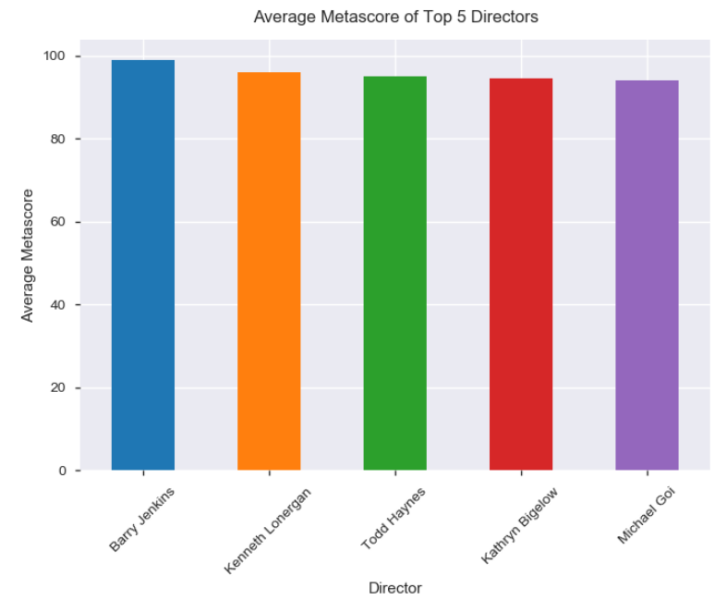 Average Metascore of Top 5 Directors
100
80
60
40
20
0
Average Metascore
Barry Jenkins
Kenneth Lonergan
Todd Haynes
Kathryn Bigelow
Michael Goi
Director